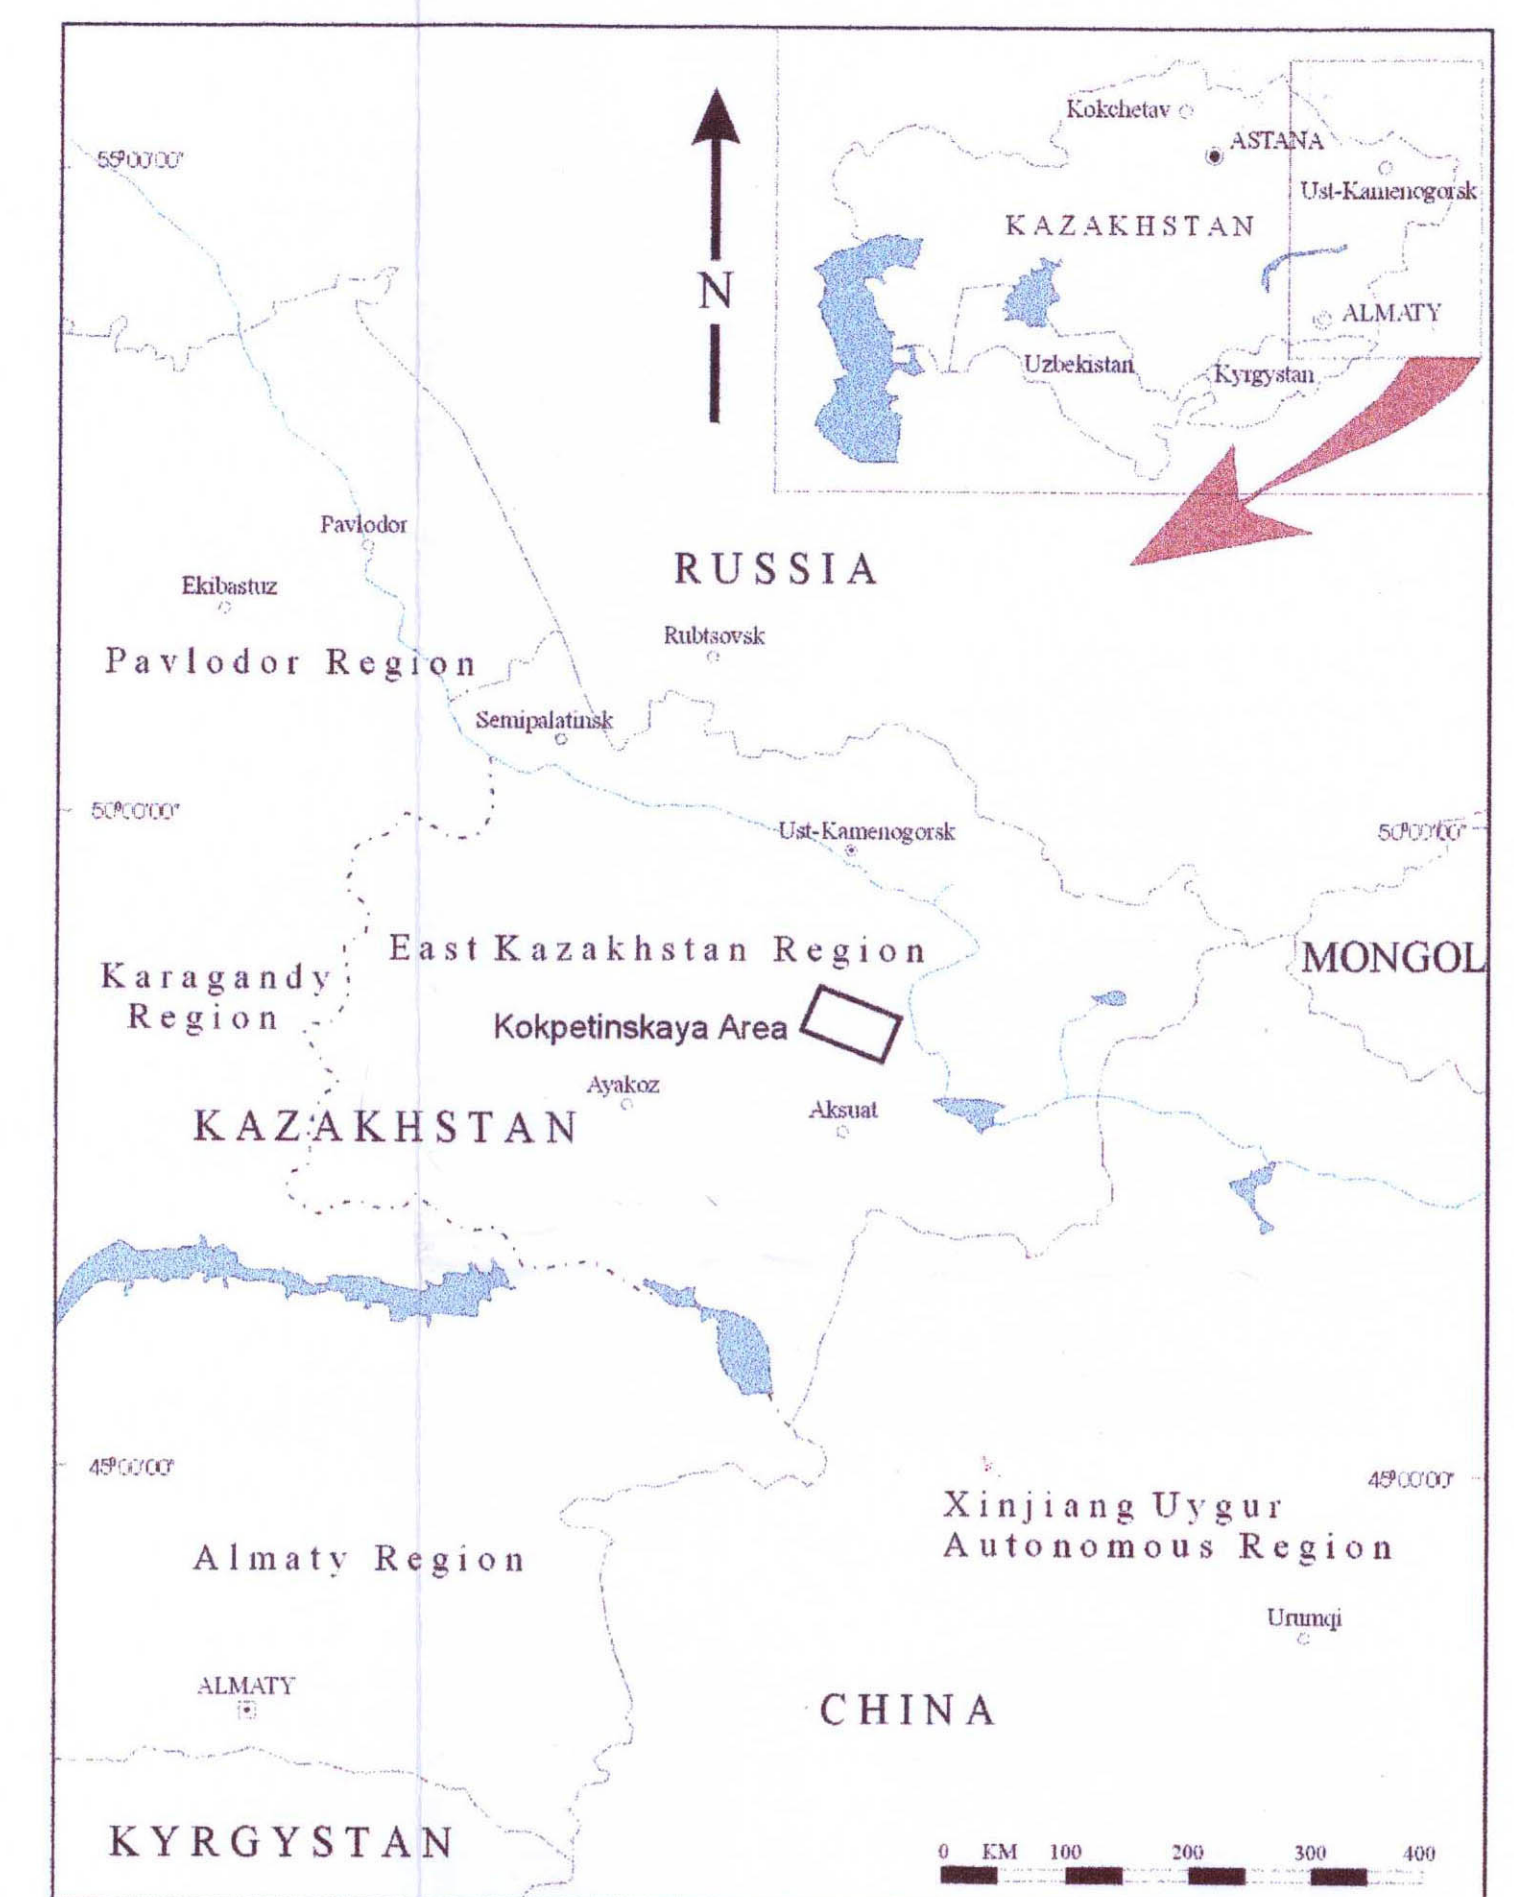 Kokchetav
ASTANA
Ust-Kamenogorsk
KAZAKHSTAN
ALMATY
Uzbekistan
Kyrgystan
N
55°00'00"
Pavlodor
Ekibastuz
RUSSIA
Rubtsovsk
Pavlodor Region
Semipalatinsk
50°00'00"
Ust-Kamenogorsk
50°00'00"
East Kazakhstan Region
MONGOL
Karagandy
Region
Kokpetinskaya Area
Ayakoz
Aksuat
KAZAKHSTAN
45°00'00"
45°00'00"
Xinjiang Uygur
Autonomous Region
Almaty Region
Urumqi
ALMATY
CHINA
KYRGYSTAN
0 KM 100 200 300 400